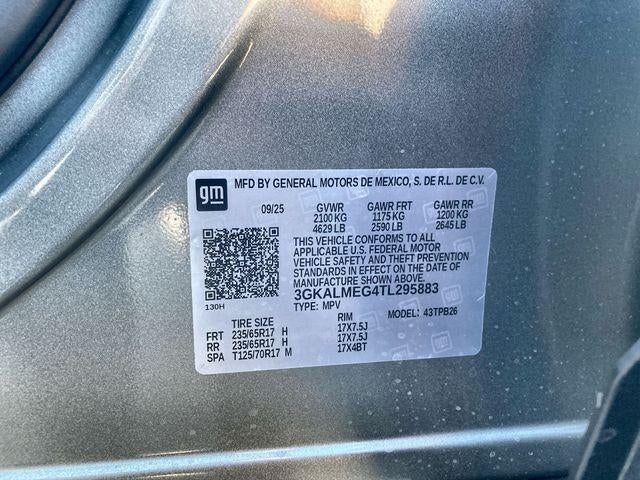 gm MFD BY GENERAL MOTORS DE MEXICO, S. DE R.L. DE C.V.
09/25 GVWR GAWR FRT GAWR RR
2100 KG 1175 KG 1200 KG
4629 LB 2590 LB 2645 LB
THIS VEHICLE CONFORMS TO ALL
APPLICABLE U.S. FEDERAL MOTOR
VEHICLE SAFETY AND THEFT PREVENTION
STANDARDS IN EFFECT ON THE DATE OF
MANUFACTURE SHOWN ABOVE.
3GKALMEG4TL295883
130H TYPE: MPV
MODEL: 43TPB26
TIRE SIZE RIM
FRT 235/65R17 H 17X7.5J
RR 235/65R17 H 17X7.5J
SPA T125/70R17 M 17X4BT